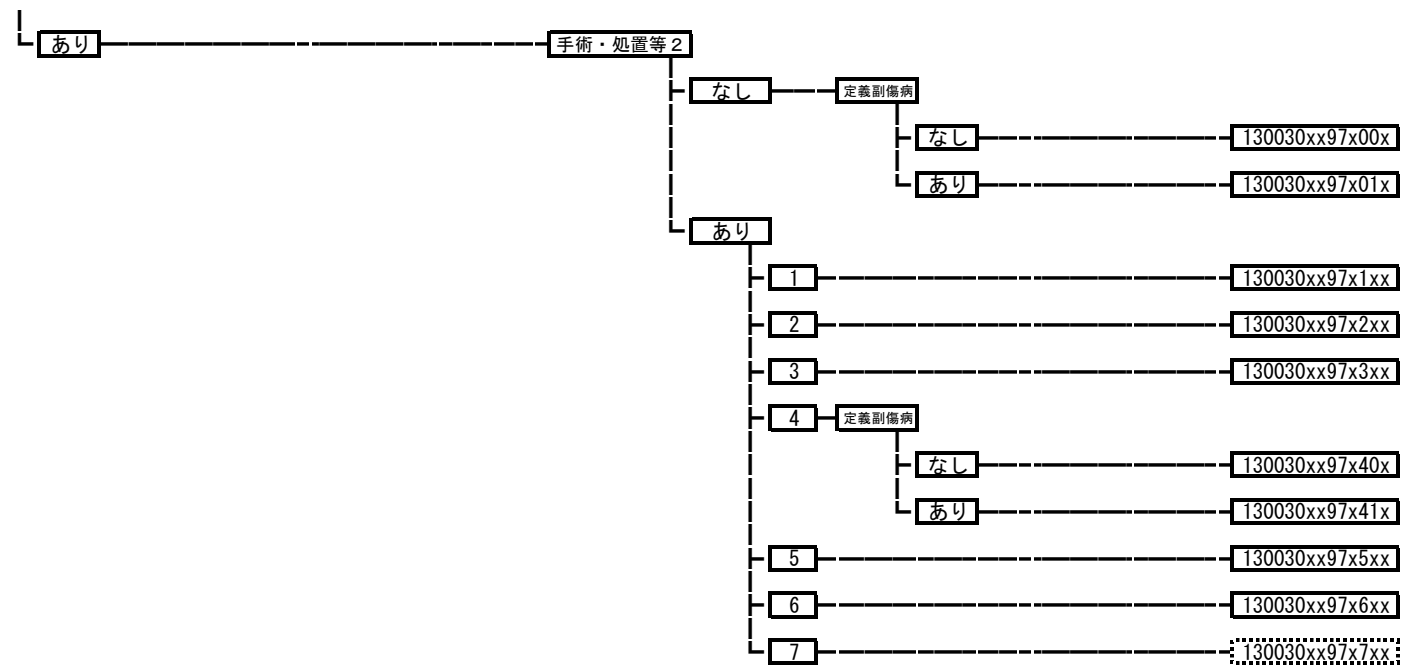 あり 手術・処置等２
なし 定義副傷病
なし 130030xx97x00x
あり 130030xx97x01x
あり
1 130030xx97x1xx
2 130030xx97x2xx
3 130030xx97x3xx
4 定義副傷病
なし 130030xx97x40x
あり 130030xx97x41x
5 130030xx97x5xx
6 130030xx97x6xx
7 130030xx97x7xx